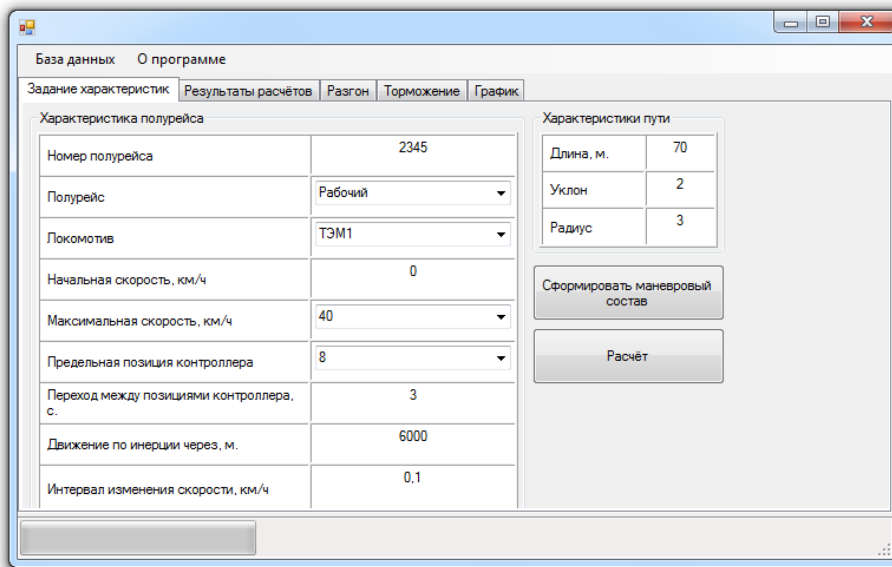 База данных О программе
Задание характеристик Результаты расчётов Разгон Торможение График
Характеристика полурейса
Номер полурейса 2345
Полурейс Рабочий
Локомотив ТЭМ1
Начальная скорость, км/ч 0
Максимальная скорость, км/ч 40
Предельная позиция контроллера 8
Переход между позициями контроллера,
с. 3
Движение по инерции через, м. 6000
Интервал изменения скорости, км/ч 0,1
Характеристики пути
Длина, м. 70
Уклон 2
Радиус 3
Сформировать маневровый
состав
Расчёт